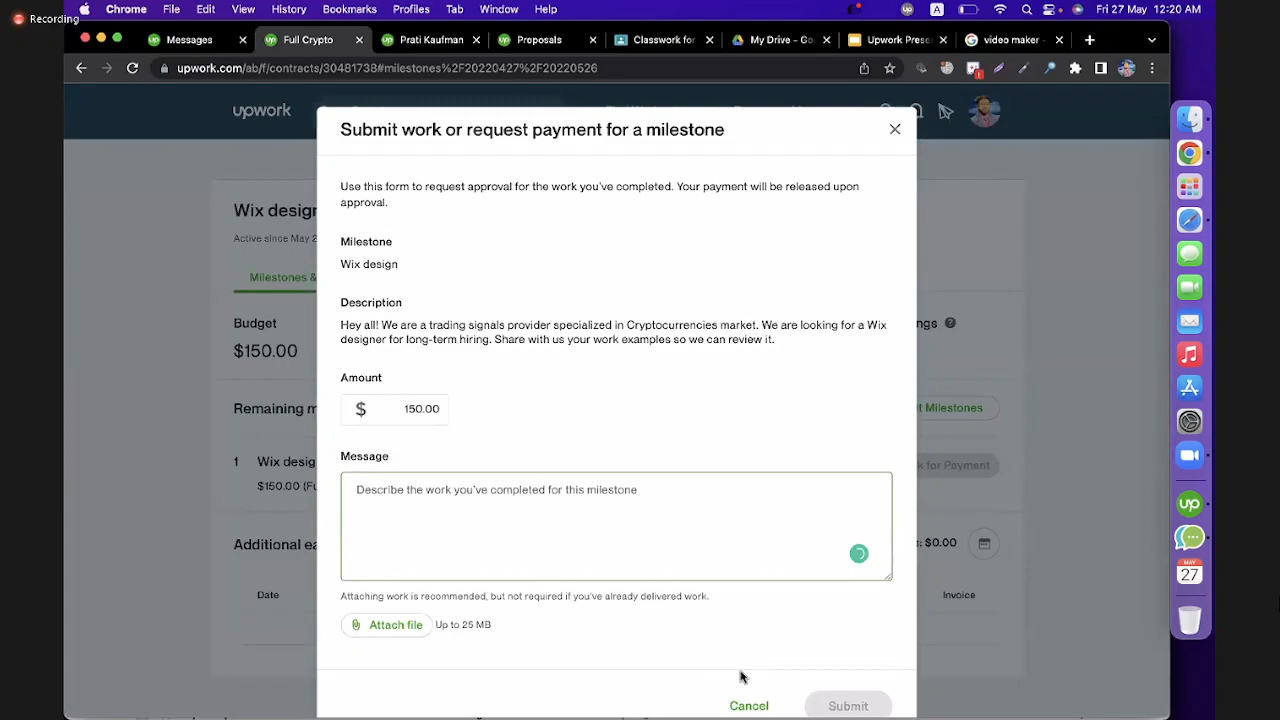 Recording
Chrome File Edit View History Bookmarks Profiles Tab Window Help
A
Fri 27 May 12:20 AM
Messages
Full Crypto
Prati Kaufman
Proposals
Classwork for
My Drive - Go
Upwork Prese
video maker -
upwork.com/ab/f/contracts/30481738#milestones%2F20220427%2F20220526
upwork
Submit work or request payment for a milestone
Use this form to request approval for the work you've completed. Your payment will be released upon
approval.
Wix design
Active since May 2
Milestone
Wix design
Milestones &
Description
Hey all! We are a trading signals provider specialized in Cryptocurrencies market. We are looking for a Wix
designer for long-term hiring. Share with us your work examples so we can review it.
Budget
ngs ?
$150.00
Amount
$ 150.00
Remaining m
t Milestones
Message
Describe the work you've completed for this milestone
1 Wix desig
$150.00 (Fu
k for Payment
Additional ea
: $0.00
Date
Invoice
Attaching work is recommended, but not required if you've already delivered work.
Attach file Up to 25 MB
Cancel
Submit
up
MAY
27